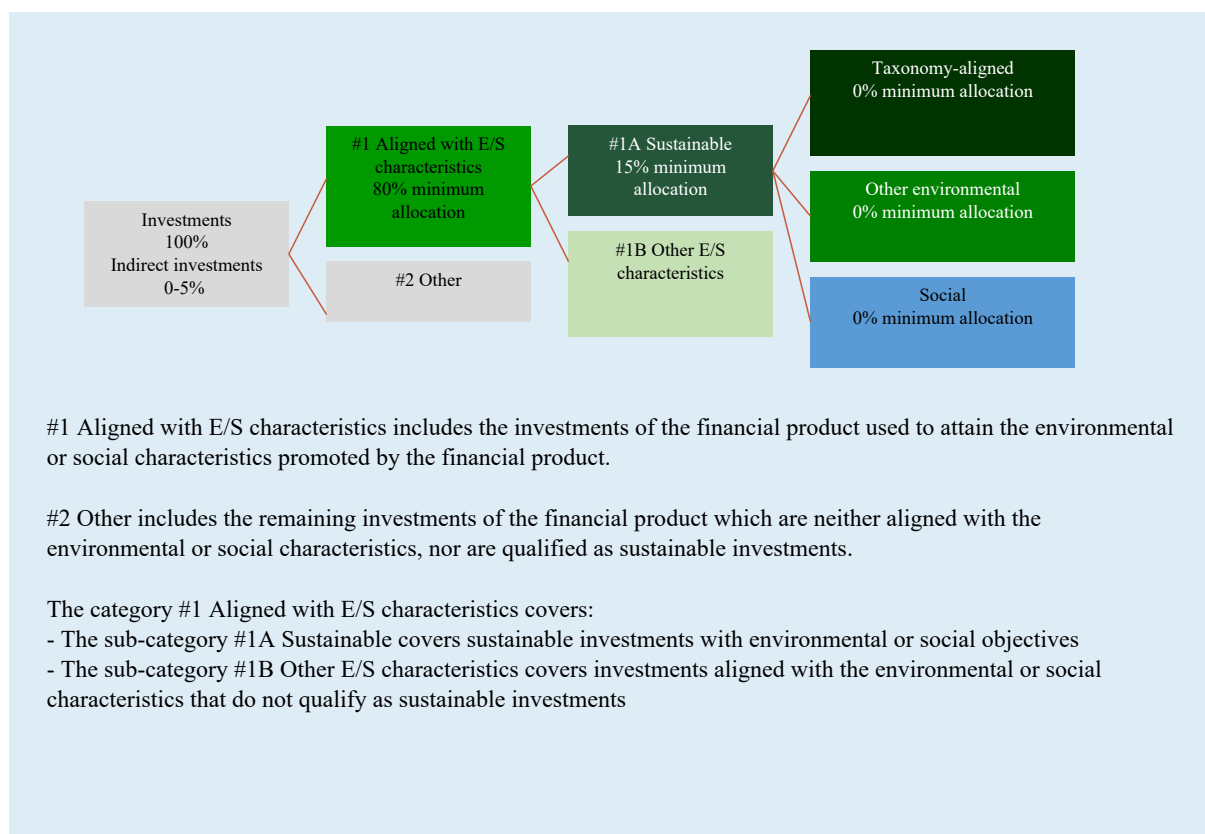 Investments
100%
Indirect investments
0-5%
#1 Aligned with E/S
characteristics
80% minimum
allocation
#2 Other
#1A Sustainable
15% minimum
allocation
#1B Other E/S
characteristics
Taxonomy-aligned
0% minimum allocation
Other environmental
0% minimum allocation
Social
0% minimum allocation
#1 Aligned with E/S characteristics includes the investments of the financial product used to attain the environmental
or social characteristics promoted by the financial product.
#2 Other includes the remaining investments of the financial product which are neither aligned with the
environmental or social characteristics, nor are qualified as sustainable investments.
The category #1 Aligned with E/S characteristics covers:
- The sub-category #1A Sustainable covers sustainable investments with environmental or social objectives
- The sub-category #1B Other E/S characteristics covers investments aligned with the environmental or social
characteristics that do not qualify as sustainable investments